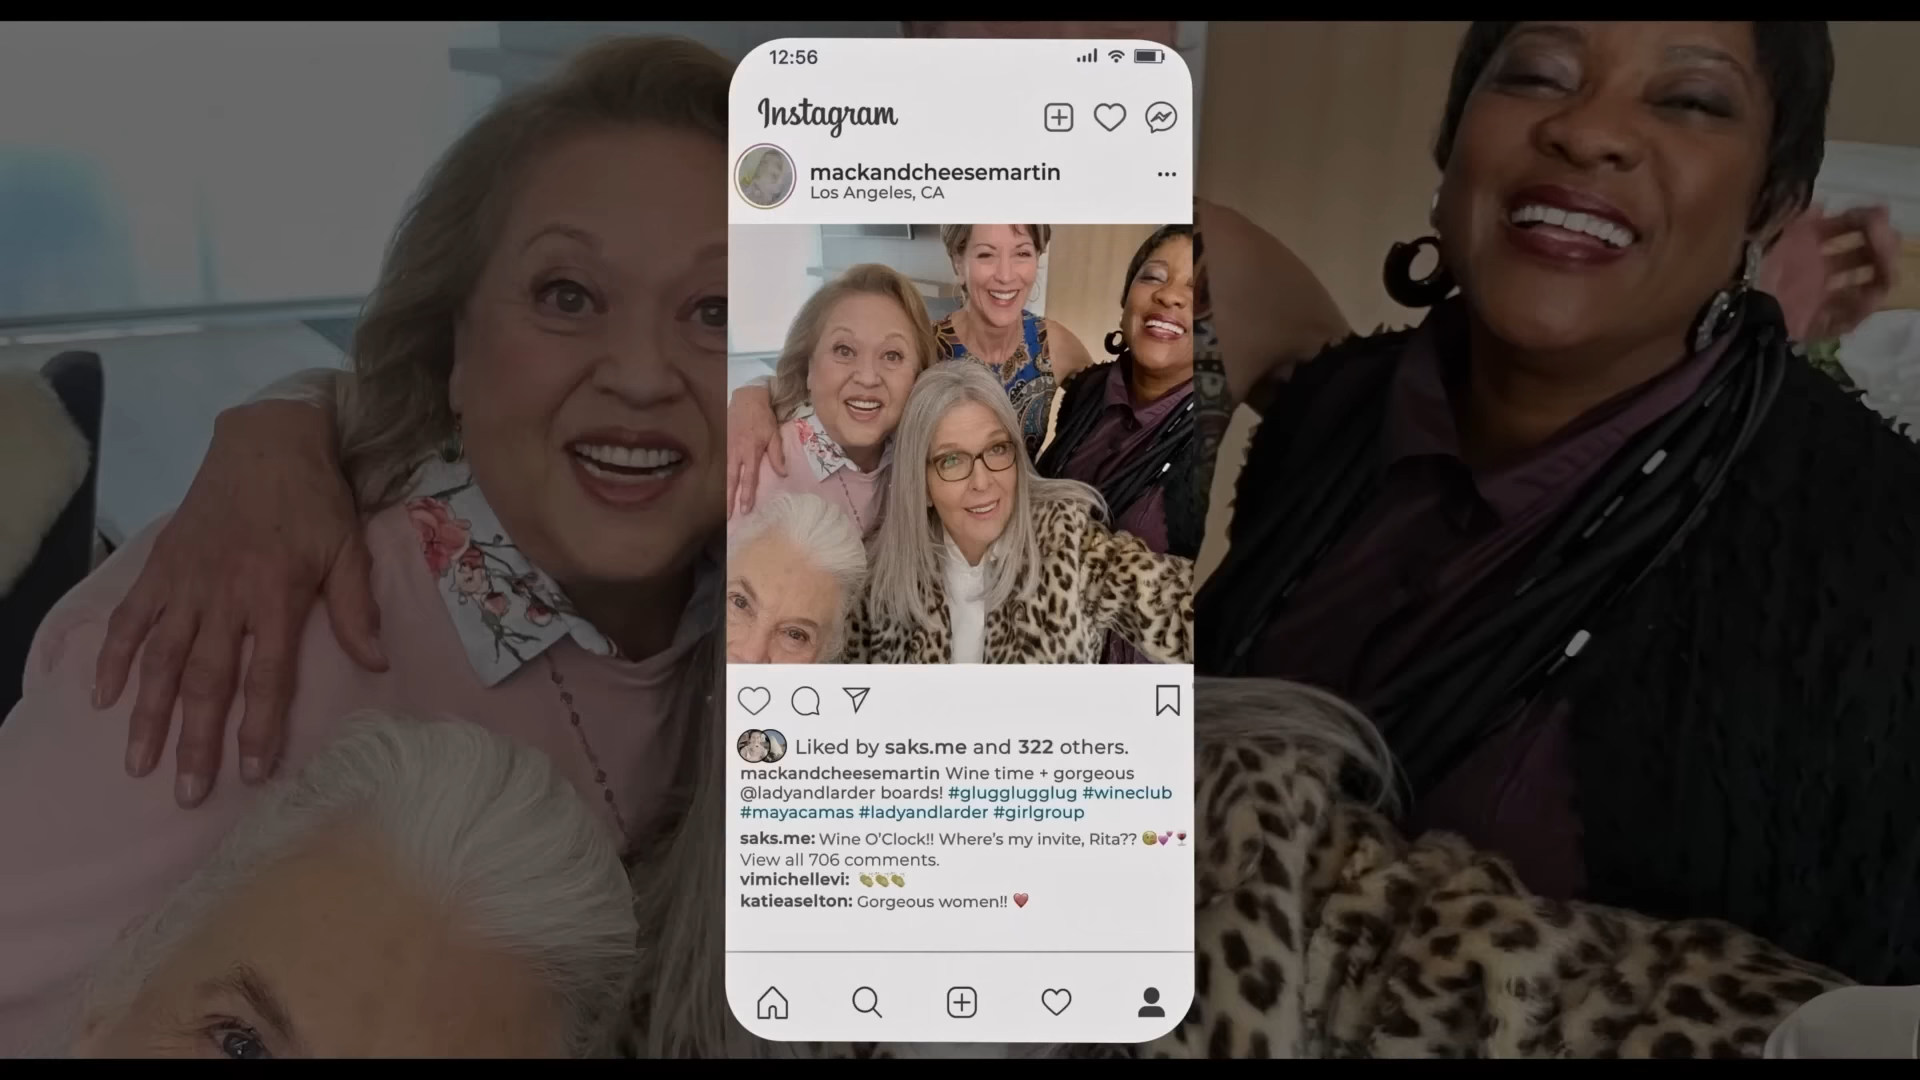 12:56
Instagram
mackandcheesemartin
Los Angeles, CA
Liked by saks.me and 322 others.
mackandcheesemartin Wine time + gorgeous
@ladyandlarder boards! #glugglugglug #wineclub
#mayacamas #ladyandlarder #girlgroup
saks.me: Wine O'Clock!! Where's my invite, Rita?? 🥴💕🍷
View all 706 comments.
vimichellevi: 👏👏👏
katieaselton: Gorgeous women!! ❤️